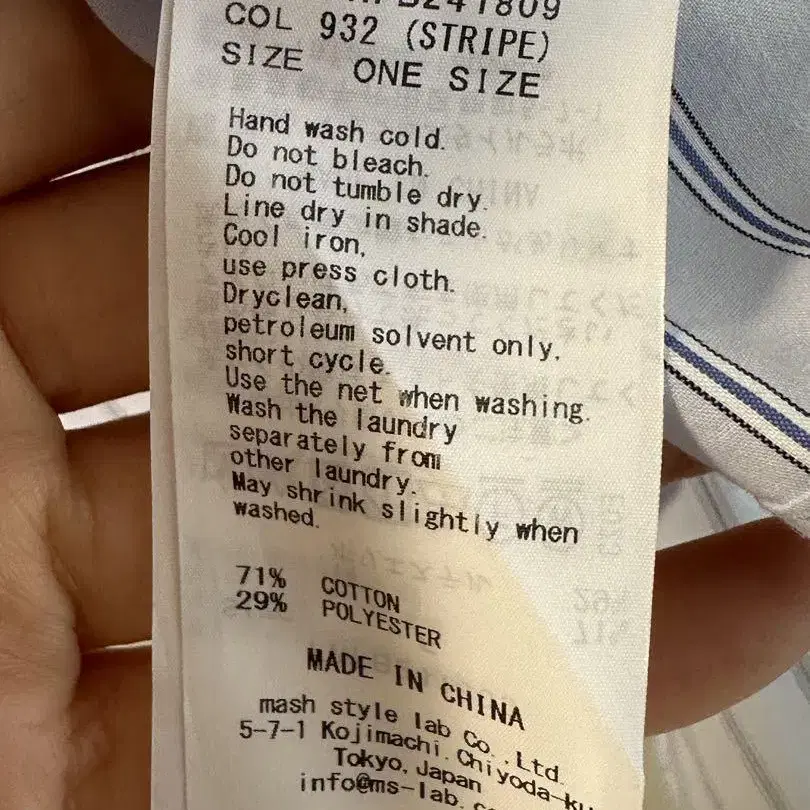 COL 932 (STRIPE)
SIZE ONE SIZE
Hand wash cold.
Do not bleach.
Do not tumble dry.
Line dry in shade.
Cool iron,
use press cloth.
Dryclean,
petroleum solvent only,
short cycle.
Use the net when washing.
Wash the laundry
separately from
other laundry.
May shrink slightly when
washed.
71% COTTON
29% POLYESTER
MADE IN CHINA
mash style lab Co.,Ltd.
5-7-1 Kojimachi. Chiyoda-ku
Tokyo, Japan
info@ms-lab.